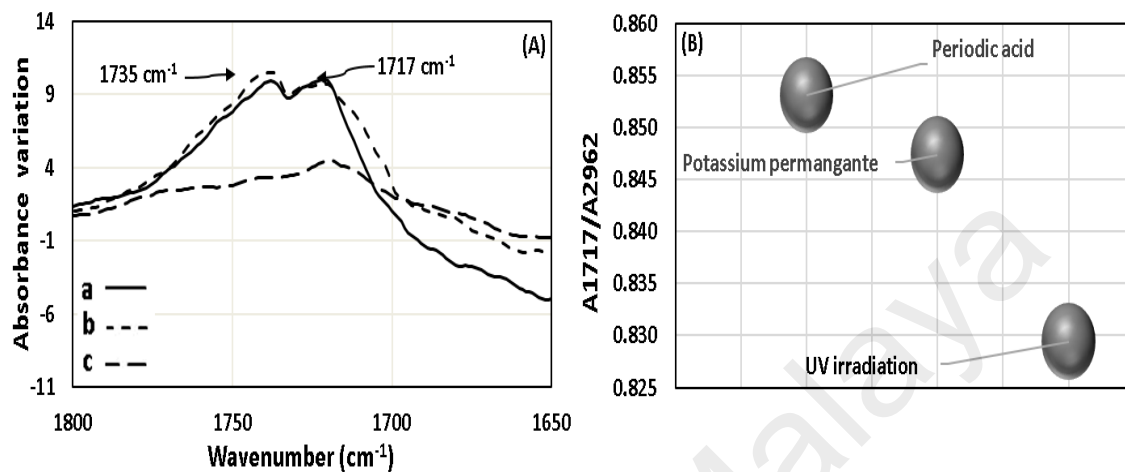 (A)
1735 cm-1
1717 cm-1
14
9
4
-1
-6
-11
Absorbance variation
a
b
c
1800
1750
1700
1650
Wavenumber (cm-1)
(B)
0.860
0.855
0.850
0.845
0.840
0.835
0.830
0.825
A1717/A2962
Periodic acid
Potassium permangante
UV irradiation
Malaya